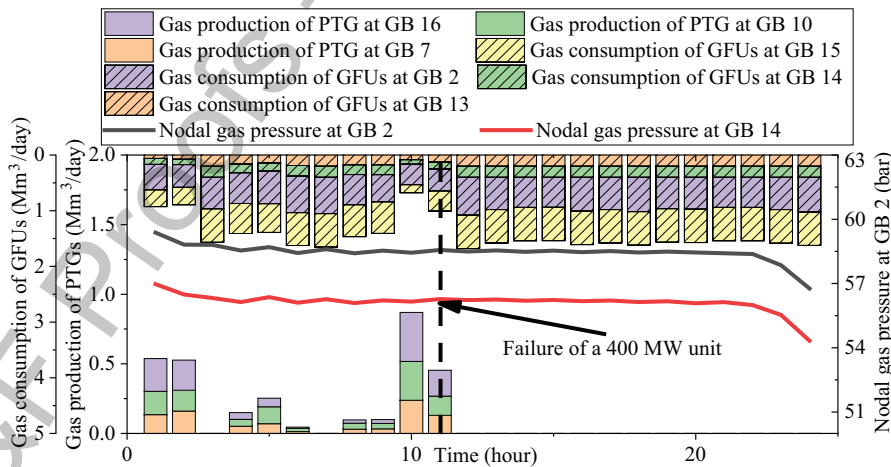 Gas production of PTG at GB 16
Gas production of PTG at GB 10
Gas production of PTG at GB 7
Gas consumption of GFUs at GB 15
Gas consumption of GFUs at GB 2
Gas consumption of GFUs at GB 14
Gas consumption of GFUs at GB 13
Nodal gas pressure at GB 2
Nodal gas pressure at GB 14
Gas consumption of GFUs (Mm³/day)
0
1
2
3
4
5
Gas production of PTGs (Mm³/day)
2.0
1.5
1.0
0.5
0.0
63
60
57
54
51
Nodal gas pressure at GB 2 (bar)
Failure of a 400 MW unit
0
10
20
Time (hour)
&F Proofs